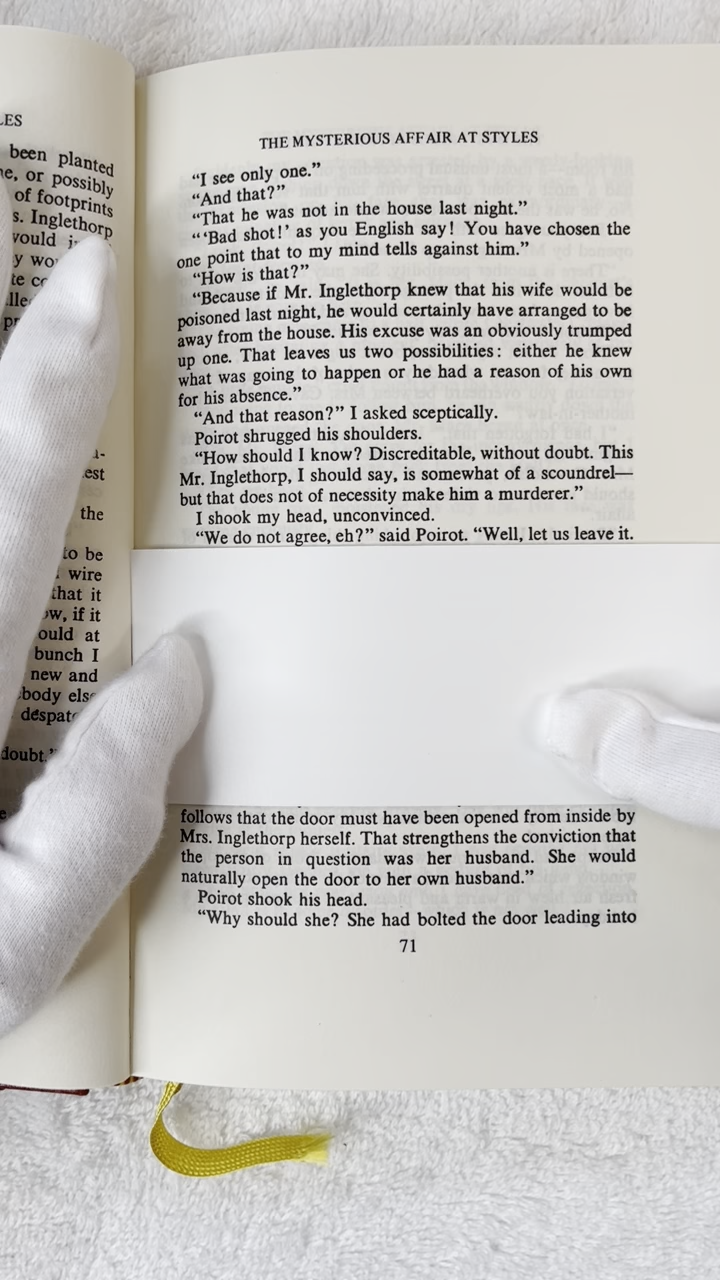 LES
been planted
or possibly
of footprints
s. Inglethorp
would
y
te
the
est
to be
wire
that it
if it
ould at
bunch I
new and
body
doubt.”
THE MYSTERIOUS AFFAIR AT STYLES
“I see only one.”
“And that?”
“That he was not in the house last night.”
“‘Bad shot!’ as you English say! You have chosen the
one point that to my mind tells against him.”
“How is that?”
“Because if Mr. Inglethorp knew that his wife would be
poisoned last night, he would certainly have arranged to be
away from the house. His excuse was an obviously trumped
up one. That leaves us two possibilities: either he knew
what was going to happen or he had a reason of his own
for his absence.”
“And that reason?” I asked sceptically.
Poirot shrugged his shoulders.
“How should I know? Discreditable, without doubt. This
Mr. Inglethorp, I should say, is somewhat of a scoundrel—
but that does not of necessity make him a murderer.”
I shook my head, unconvinced.
“We do not agree, eh?” said Poirot. “Well, let us leave it.
follows that the door must have been opened from inside by
Mrs. Inglethorp herself. That strengthens the conviction that
the person in question was her husband. She would
naturally open the door to her own husband.”
Poirot shook his head.
“Why should she? She had bolted the door leading into
71